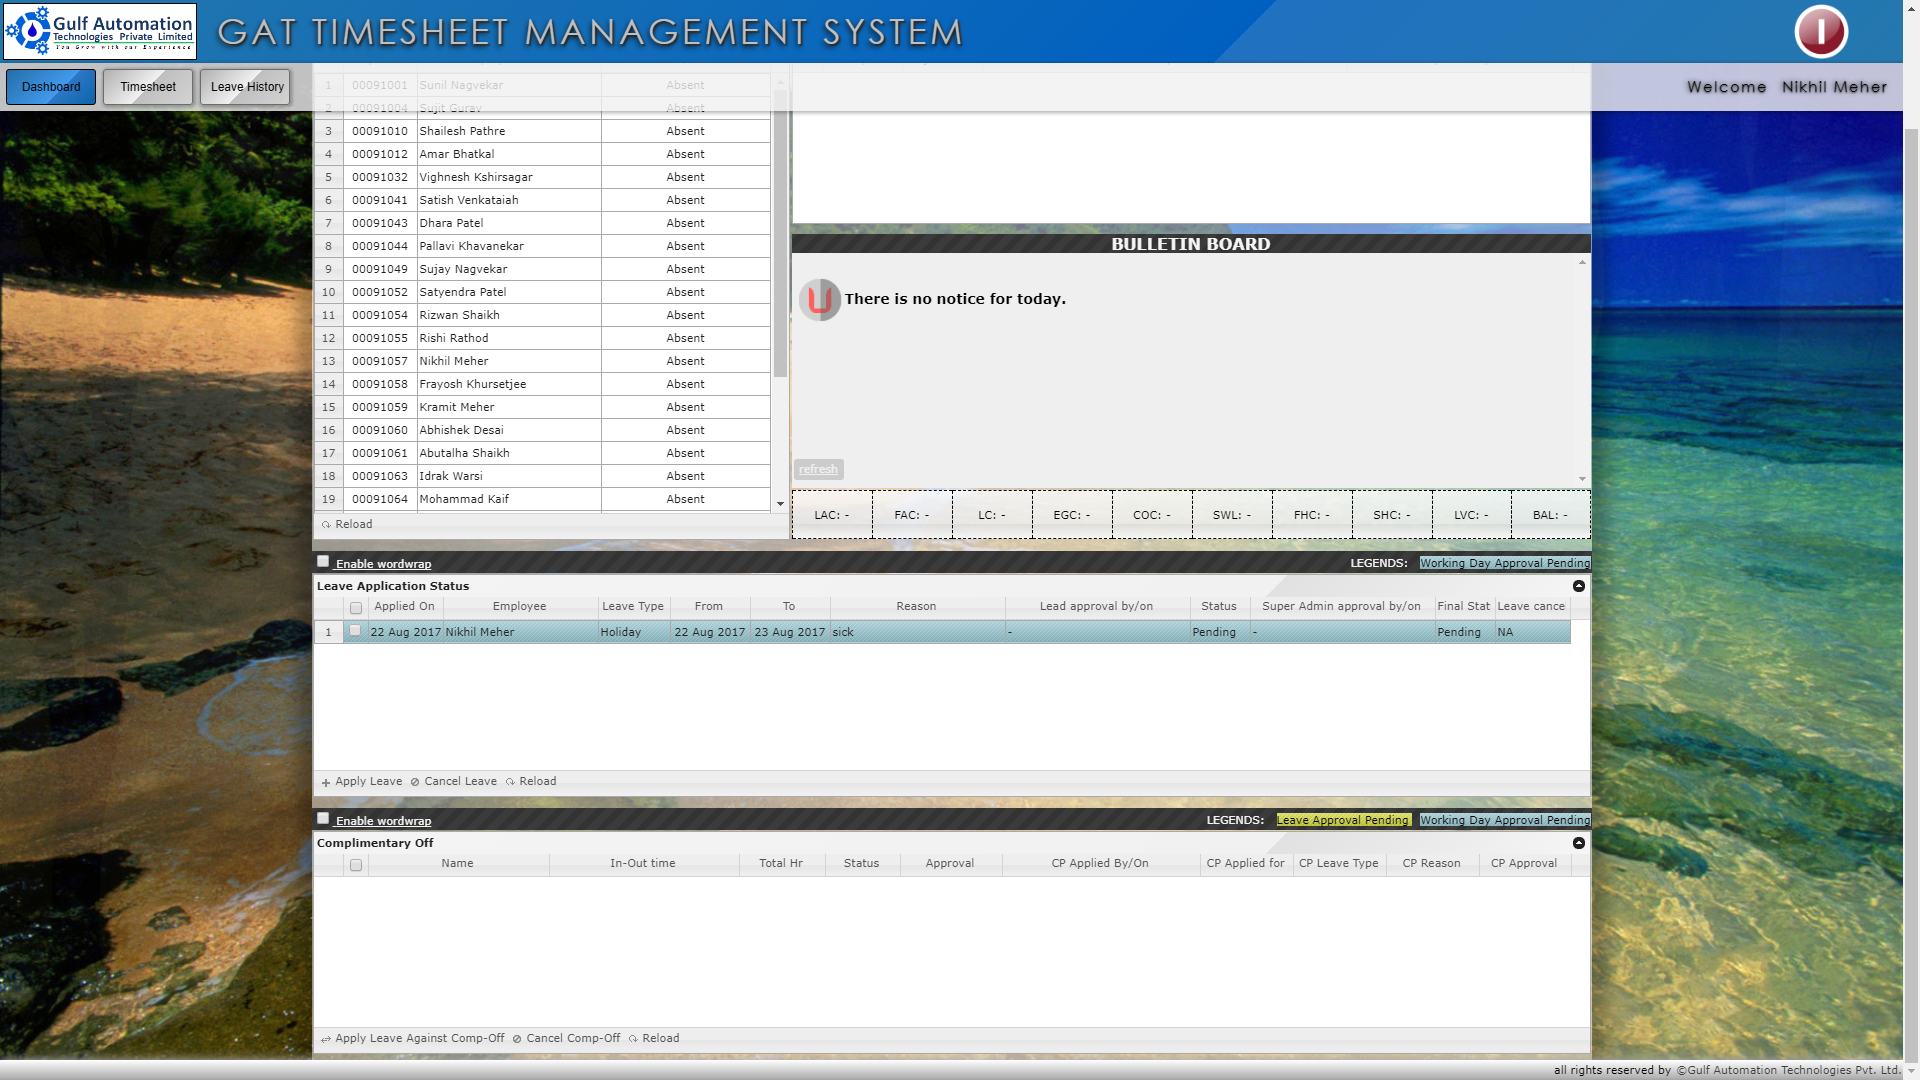 Gulf Automation
Technologies Private Limited
You Grow with our Experience
GAT TIMESHEET MANAGEMENT SYSTEM
Dashboard
Timesheet
Leave History
Welcome Nikhil Meher
1 00091001 Sunil Nagvekar Absent
2 00091004 Sujit Gurav Absent
3 00091010 Shailesh Pathre Absent
4 00091012 Amar Bhatkal Absent
5 00091032 Vighnesh Kshirsagar Absent
6 00091041 Satish Venkataiah Absent
7 00091043 Dhara Patel Absent
8 00091044 Pallavi Khavanekar Absent
9 00091049 Sujay Nagvekar Absent
10 00091052 Satyendra Patel Absent
11 00091054 Rizwan Shaikh Absent
12 00091055 Rishi Rathod Absent
13 00091057 Nikhil Meher Absent
14 00091058 Frayosh Khursetjee Absent
15 00091059 Kramit Meher Absent
16 00091060 Abhishek Desai Absent
17 00091061 Abutalha Shaikh Absent
18 00091063 Idrak Warsi Absent
19 00091064 Mohammad Kaif Absent
Reload
BULLETIN BOARD
There is no notice for today.
refresh
LAC: - FAC: - LC: - EGC: - COC: - SWL: - FHC: - SHC: - LVC: - BAL: -
Enable wordwrap LEGENDS: Working Day Approval Pending
Leave Application Status
Applied On Employee Leave Type From To Reason Lead approval by/on Status Super Admin approval by/on Final Stat Leave cance
1 22 Aug 2017 Nikhil Meher Holiday 22 Aug 2017 23 Aug 2017 sick - Pending - Pending NA
Apply Leave Cancel Leave Reload
Enable wordwrap LEGENDS: Leave Approval Pending Working Day Approval Pending
Complimentary Off
Name In-Out time Total Hr Status Approval CP Applied By/On CP Applied for CP Leave Type CP Reason CP Approval
Apply Leave Against Comp-Off Cancel Comp-Off Reload
all rights reserved by ©Gulf Automation Technologies Pvt. Ltd.